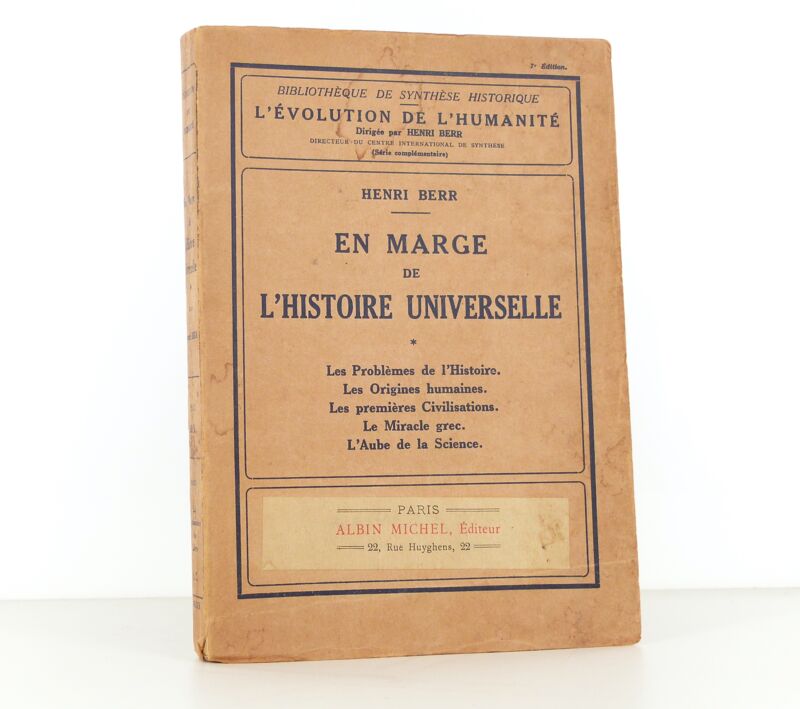 7e Édition.
BIBLIOTHÈQUE DE SYNTHÈSE HISTORIQUE
L'ÉVOLUTION DE L'HUMANITÉ
Dirigée par HENRI BERR
DIRECTEUR DU CENTRE INTERNATIONAL DE SYNTHÈSE
(Série complémentaire)
HENRI BERR
EN MARGE
DE
L'HISTOIRE UNIVERSELLE
*
Les Problèmes de l'Histoire.
Les Origines humaines.
Les premières Civilisations.
Le Miracle grec.
L'Aube de la Science.
PARIS
ALBIN MICHEL, Éditeur
22, Rue Huyghens, 22